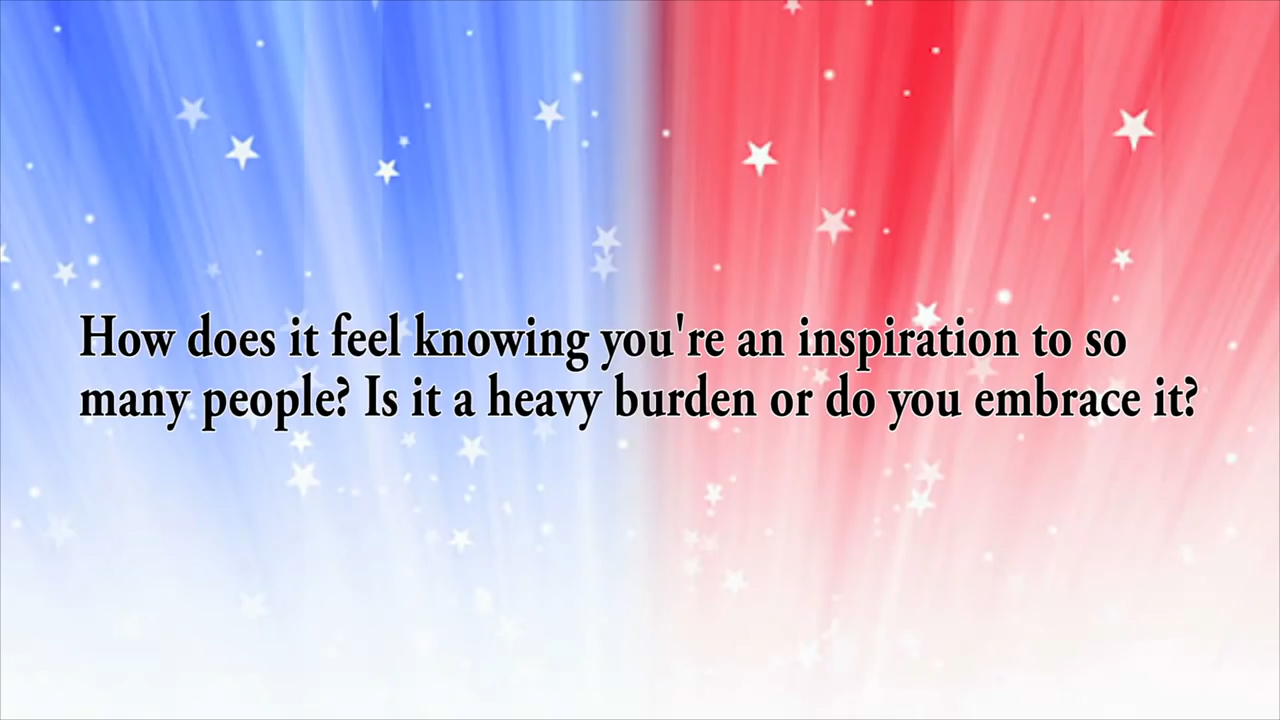 How does it feel knowing you're an inspiration to so
many people? Is it a heavy burden or do you embrace it?